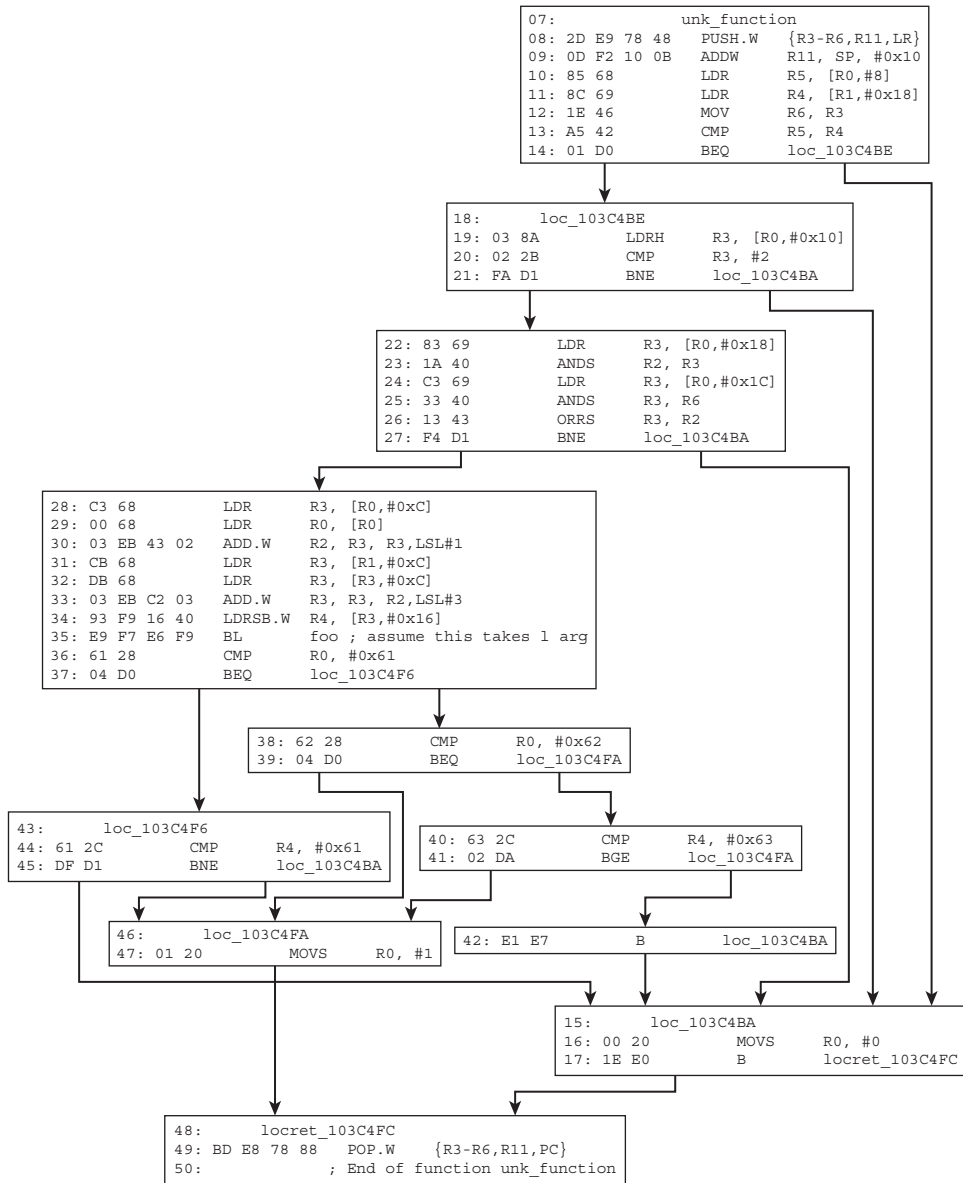 07: unk_function
08: 2D E9 78 48 PUSH.W {R3-R6,R11,LR}
09: 0D F2 10 0B ADDW R11, SP, #0x10
10: 85 68 LDR R5, [R0,#8]
11: 8C 69 LDR R4, [R1,#0x18]
12: 1E 46 MOV R6, R3
13: A5 42 CMP R5, R4
14: 01 D0 BEQ loc_103C4BE
18: loc_103C4BE
19: 03 8A LDRH R3, [R0,#0x10]
20: 02 2B CMP R3, #2
21: FA D1 BNE loc_103C4BA
22: 83 69 LDR R3, [R0,#0x18]
23: 1A 40 ANDS R2, R3
24: C3 69 LDR R3, [R0,#0x1C]
25: 33 40 ANDS R3, R6
26: 13 43 ORRS R3, R2
27: F4 D1 BNE loc_103C4BA
28: C3 68 LDR R3, [R0,#0xC]
29: 00 68 LDR R0, [R0]
30: 03 EB 43 02 ADD.W R2, R3, R3,LSL#1
31: CB 68 LDR R3, [R1,#0xC]
32: DB 68 LDR R3, [R3,#0xC]
33: 03 EB C2 03 ADD.W R3, R3, R2,LSL#3
34: 93 F9 16 40 LDRSB.W R4, [R3,#0x16]
35: E9 F7 E6 F9 BL foo ; assume this takes 1 arg
36: 61 28 CMP R0, #0x61
37: 04 D0 BEQ loc_103C4F6
38: 62 28 CMP R0, #0x62
39: 04 D0 BEQ loc_103C4FA
43: loc_103C4F6
44: 61 2C CMP R4, #0x61
45: DF D1 BNE loc_103C4BA
40: 63 2C CMP R4, #0x63
41: 02 DA BGE loc_103C4FA
46: loc_103C4FA
47: 01 20 MOVS R0, #1
42: E1 E7 B loc_103C4BA
15: loc_103C4BA
16: 00 20 MOVS R0, #0
17: 1E E0 B locret_103C4FC
48: locret_103C4FC
49: BD E8 78 88 POP.W {R3-R6,R11,PC}
50: ; End of function unk_function